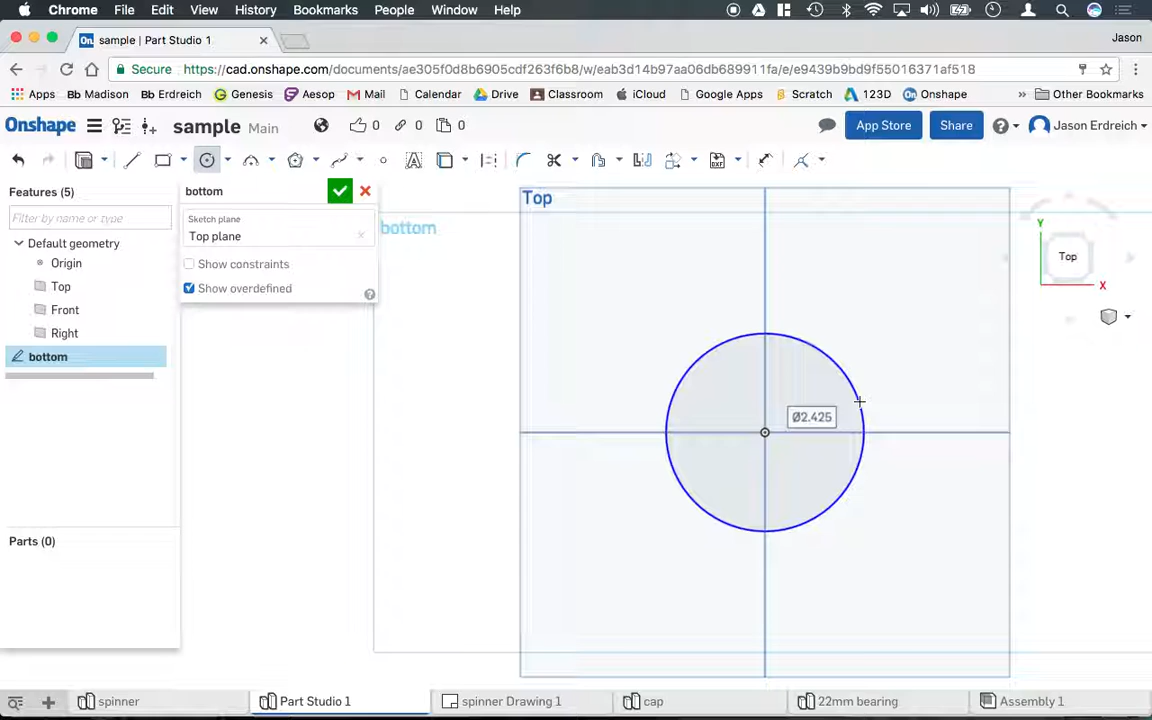 Chrome File Edit View History Bookmarks People Window Help
On sample | Part Studio 1 ×
Jason
Secure https://cad.onshape.com/documents/ae305f0d8b6905cdf263f6b8/w/eab3d14b97aa06db689911fa/e/e9439b9bd9f55016371af518
Apps Bb Madison Bb Erdreich Genesis Aesop Mail Calendar Drive Classroom iCloud Google Apps Scratch 123D Onshape Other Bookmarks
Onshape sample Main 0 0 0 App Store Share Jason Erdreich
Features (5)
Filter by name or type
Default geometry
Origin
Top
Front
Right
bottom
Parts (0)
bottom
Sketch plane
Top plane
Show constraints
Show overdefined
Top
bottom
Ø2.425
Y
Top
X
spinner Part Studio 1 spinner Drawing 1 cap 22mm bearing Assembly 1